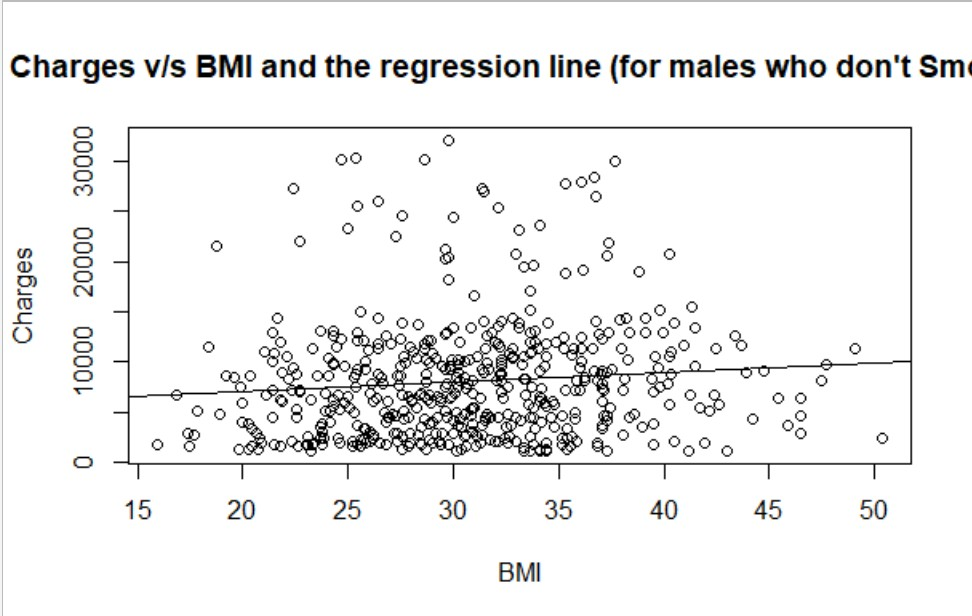 Charges v/s BMI and the regression line (for males who don't
Charges
30000
20000
10000
0
15 20 25 30 35 40 45 50
BMI